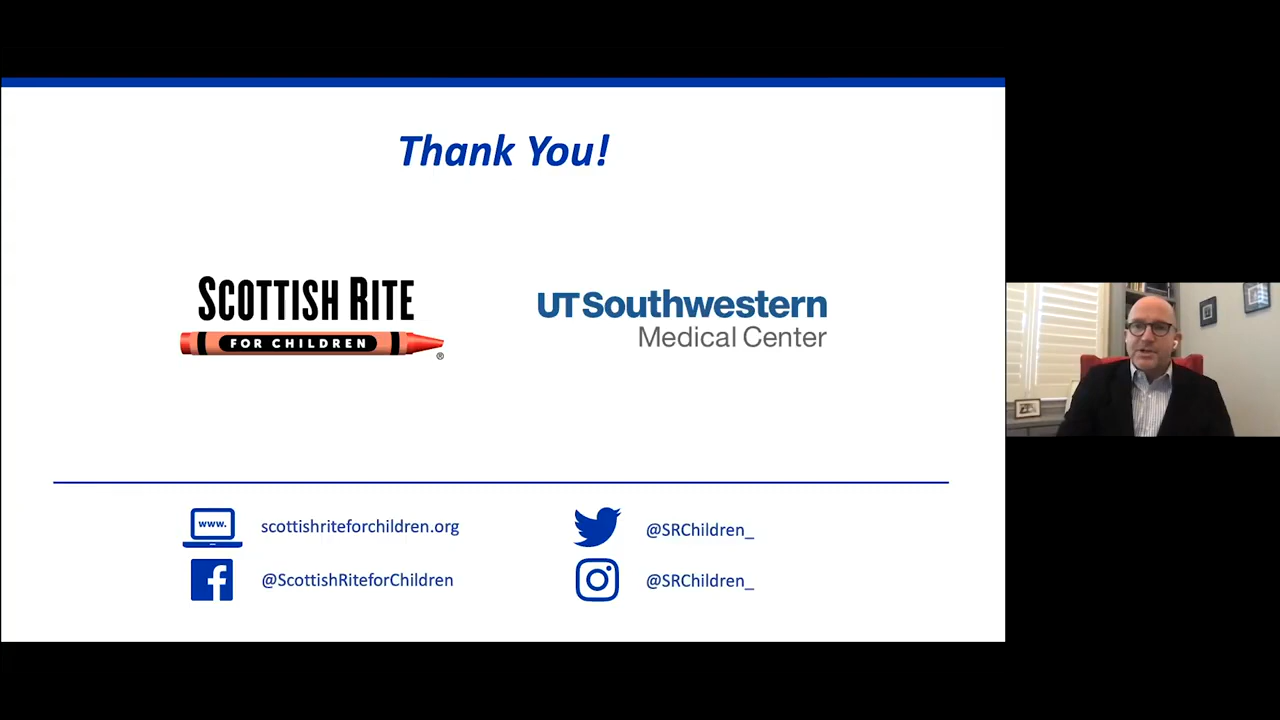 Thank You!
SCOTTISH RITE
FOR CHILDREN
®
UTSouthwestern
Medical Center
www.
scottishriteforchildren.org
@SRChildren_
@ScottishRiteforChildren
@SRChildren_